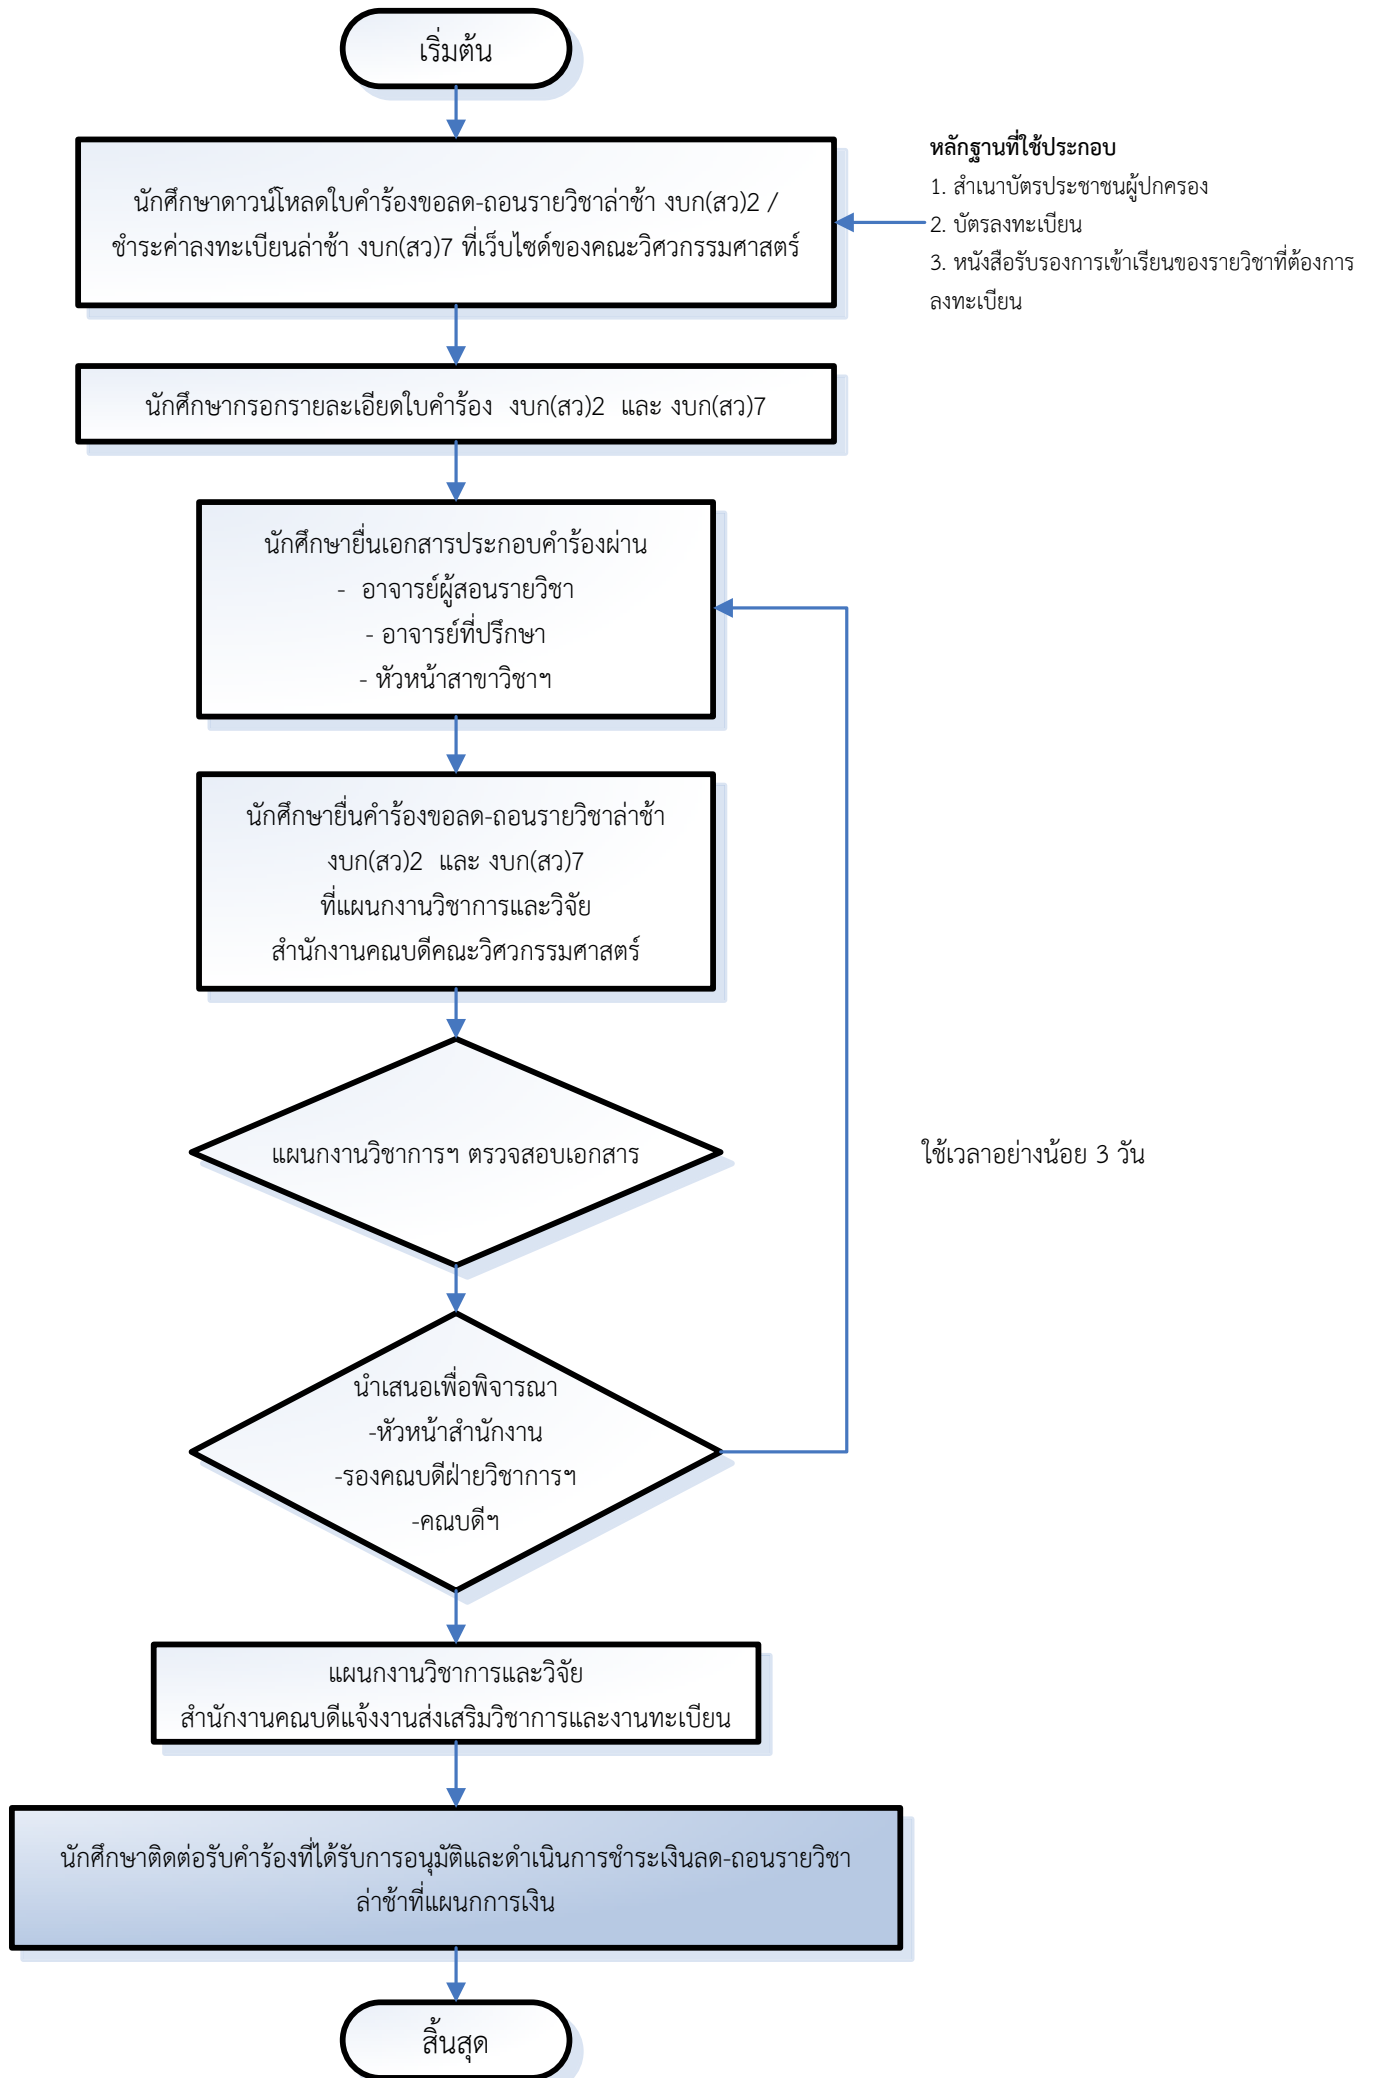 เริ่มต้น
นักศึกษาดาวน์โหลดใบคำร้องขอลด-ถอนรายวิชาล่าช้า งบก(สว)2 /
ชำระค่าลงทะเบียนล่าช้า งบก(สว)7 ที่เว็บไซด์ของคณะวิศวกรรมศาสตร์
หลักฐานที่ใช้ประกอบ
1. สำเนาบัตรประชาชนผู้ปกครอง
2. บัตรลงทะเบียน
3. หนังสือรับรองการเข้าเรียนของรายวิชาที่ต้องการ
ลงทะเบียน
นักศึกษากรอกรายละเอียดใบคำร้อง งบก(สว)2 และ งบก(สว)7
นักศึกษายื่นเอกสารประกอบคำร้องผ่าน
- อาจารย์ผู้สอนรายวิชา
- อาจารย์ที่ปรึกษา
- หัวหน้าสาขาวิชาฯ
นักศึกษายื่นคำร้องขอลด-ถอนรายวิชาล่าช้า
งบก(สว)2 และ งบก(สว)7
ที่แผนกงานวิชาการและวิจัย
สำนักงานคณบดีคณะวิศวกรรมศาสตร์
แผนกงานวิชาการฯ ตรวจสอบเอกสาร
ใช้เวลาอย่างน้อย 3 วัน
นำเสนอเพื่อพิจารณา
-หัวหน้าสำนักงาน
-รองคณบดีฝ่ายวิชาการฯ
-คณบดีฯ
แผนกงานวิชาการและวิจัย
สำนักงานคณบดีแจ้งงานส่งเสริมวิชาการและงานทะเบียน
นักศึกษาติดต่อรับคำร้องที่ได้รับการอนุมัติและดำเนินการชำระเงินลด-ถอนรายวิชา
ล่าช้าที่แผนกการเงิน
สิ้นสุด